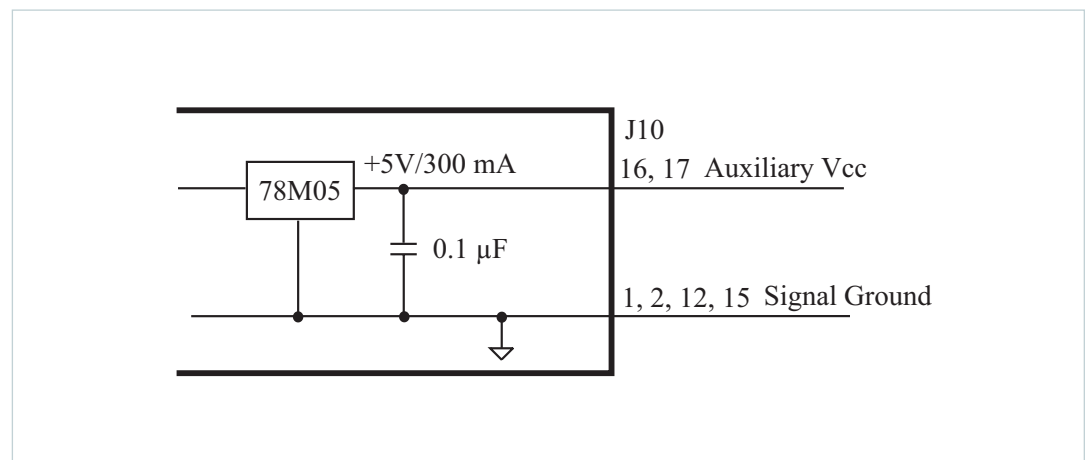 J10
+5V/300 mA
16, 17 Auxiliary Vcc
78M05
0.1 µF
1, 2, 12, 15 Signal Ground